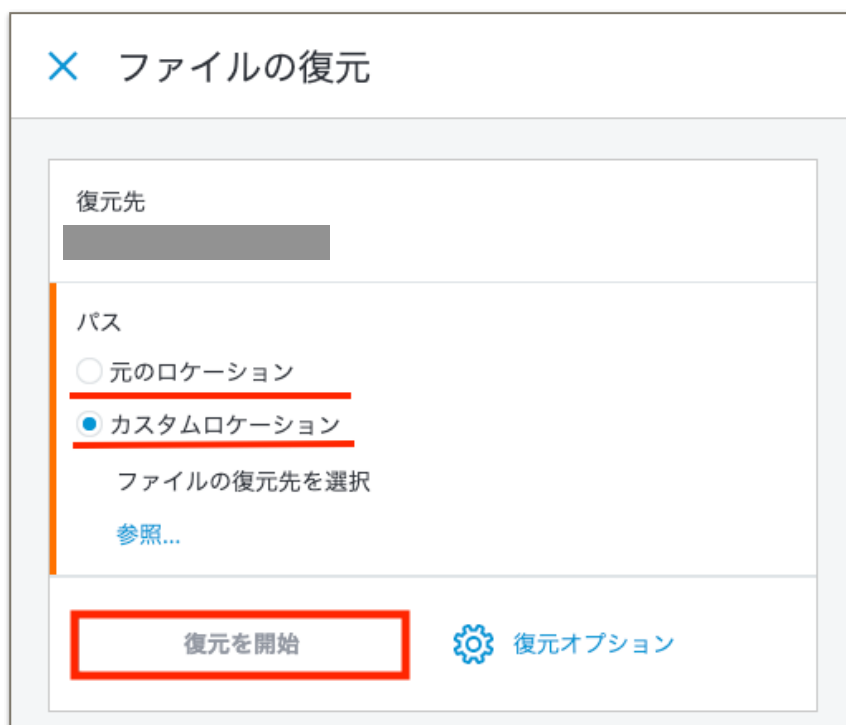 ファイルの復元
復元先
パス
元のロケーション
カスタムロケーション
ファイルの復元先を選択
参照...
復元を開始
復元オプション